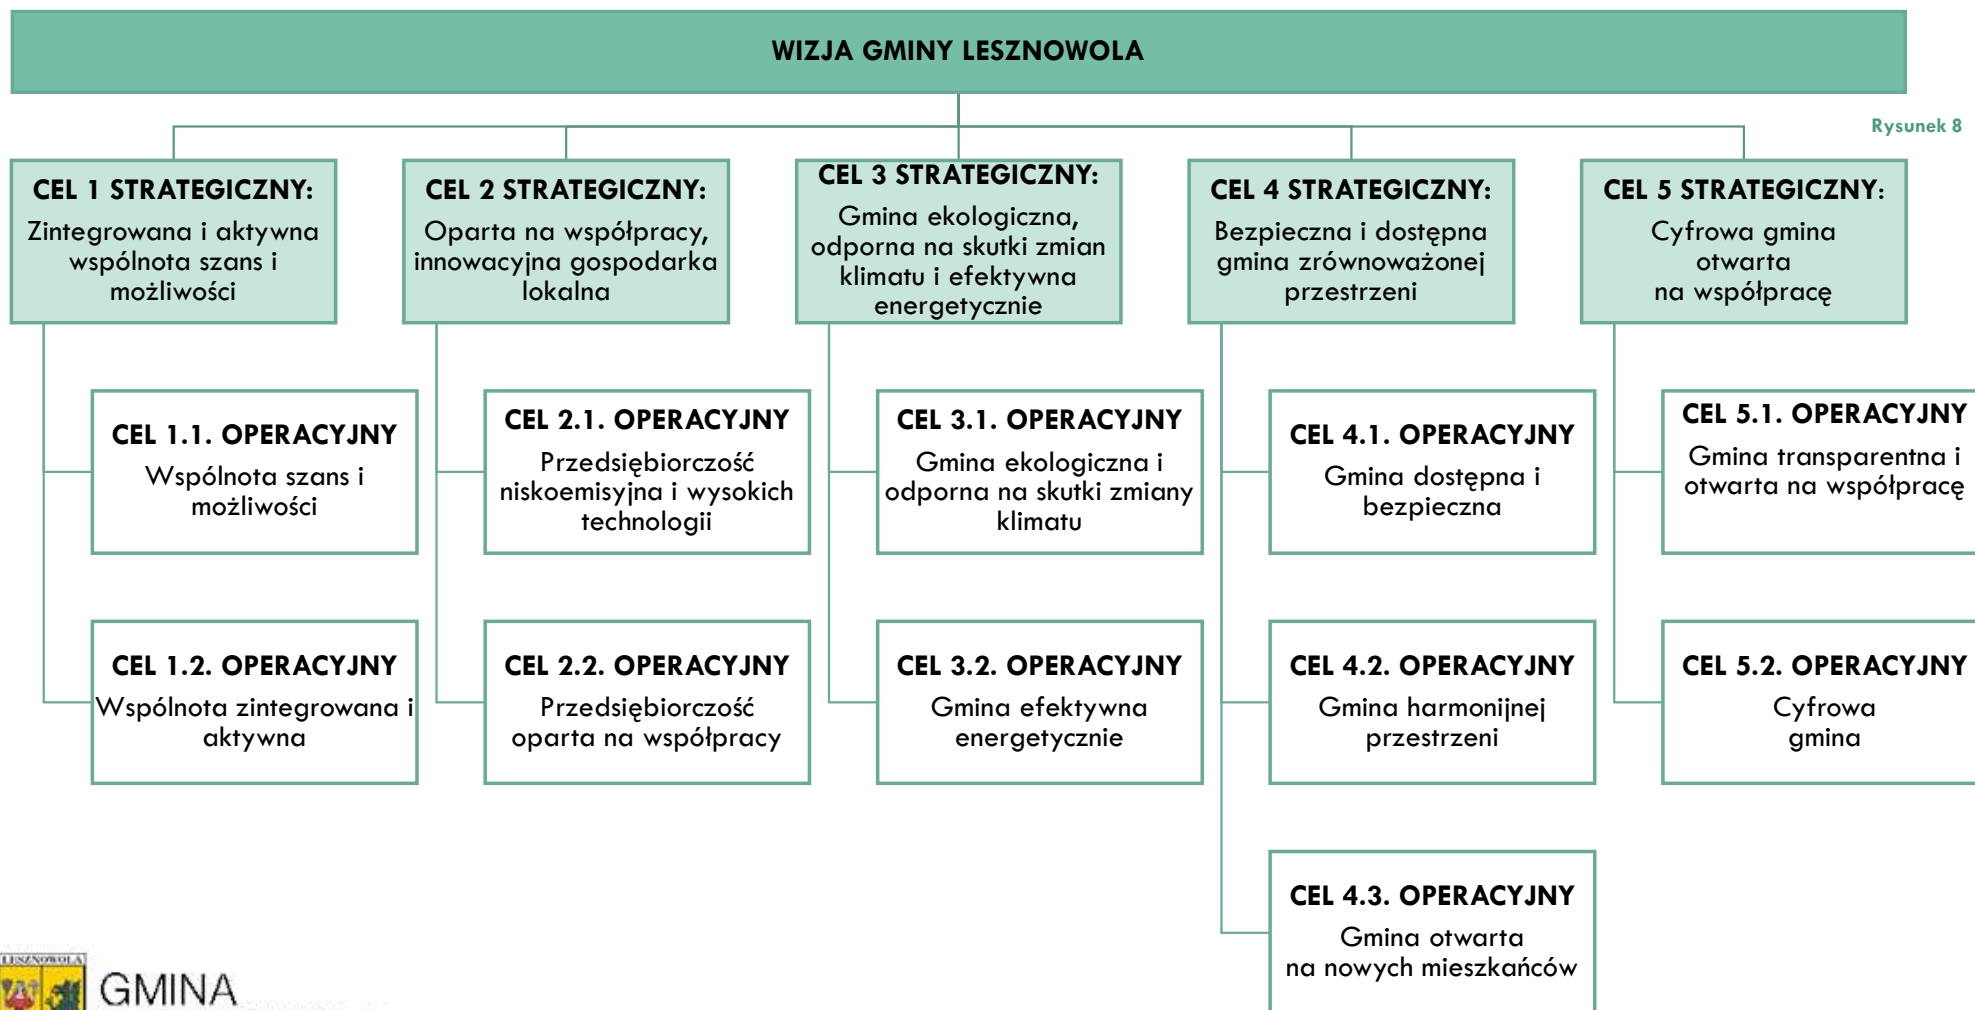 WIZJA GMINY LESZNOWOLA
Rysunek 8
CEL 1 STRATEGICZNY:
Zintegrowana i aktywna
wspólnota szans i
możliwości
CEL 2 STRATEGICZNY:
Oparta na współpracy,
innowacyjna gospodarka
lokalna
CEL 3 STRATEGICZNY:
Gmina ekologiczna,
odporna na skutki zmian
klimatu i efektywna
energetycznie
CEL 4 STRATEGICZNY:
Bezpieczna i dostępna
gmina zrównoważonej
przestrzeni
CEL 5 STRATEGICZNY:
Cyfrowa gmina
otwarta
na współpracę
CEL 1.1. OPERACYJNY
Wspólnota szans i
możliwości
CEL 2.1. OPERACYJNY
Przedsiębiorczość
niskoemisyjna i wysokich
technologii
CEL 3.1. OPERACYJNY
Gmina ekologiczna i
odporna na skutki zmiany
klimatu
CEL 4.1. OPERACYJNY
Gmina dostępna i
bezpieczna
CEL 5.1. OPERACYJNY
Gmina transparentna i
otwarta na współpracę
CEL 1.2. OPERACYJNY
Wspólnota zintegrowana i
aktywna
CEL 2.2. OPERACYJNY
Przedsiębiorczość
oparta na współpracy
CEL 3.2. OPERACYJNY
Gmina efektywna
energetycznie
CEL 4.2. OPERACYJNY
Gmina harmonijnej
przestrzeni
CEL 5.2. OPERACYJNY
Cyfrowa
gmina
CEL 4.3. OPERACYJNY
Gmina otwarta
na nowych mieszkańców
LESZNOWOLA
GMINA